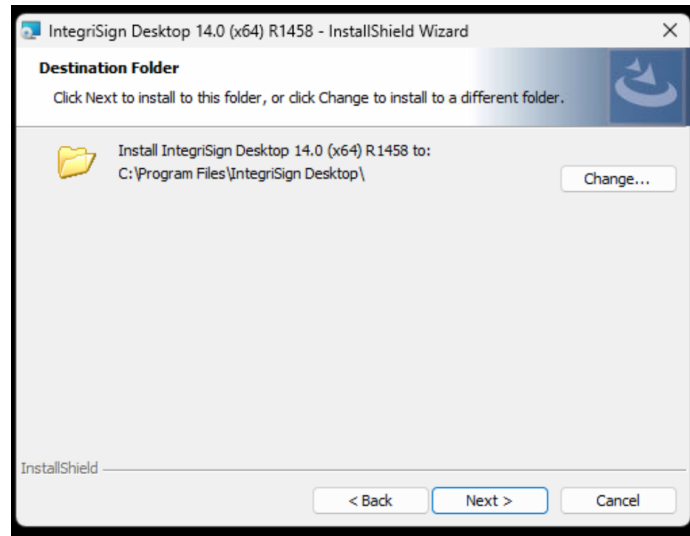 IntegriSign Desktop 14.0 (x64) R1458 - InstallShield Wizard
Destination Folder
Click Next to install to this folder, or click Change to install to a different folder.
Install IntegriSign Desktop 14.0 (x64) R1458 to:
C:\Program Files\IntegriSign Desktop\
Change...
InstallShield
< Back
Next >
Cancel